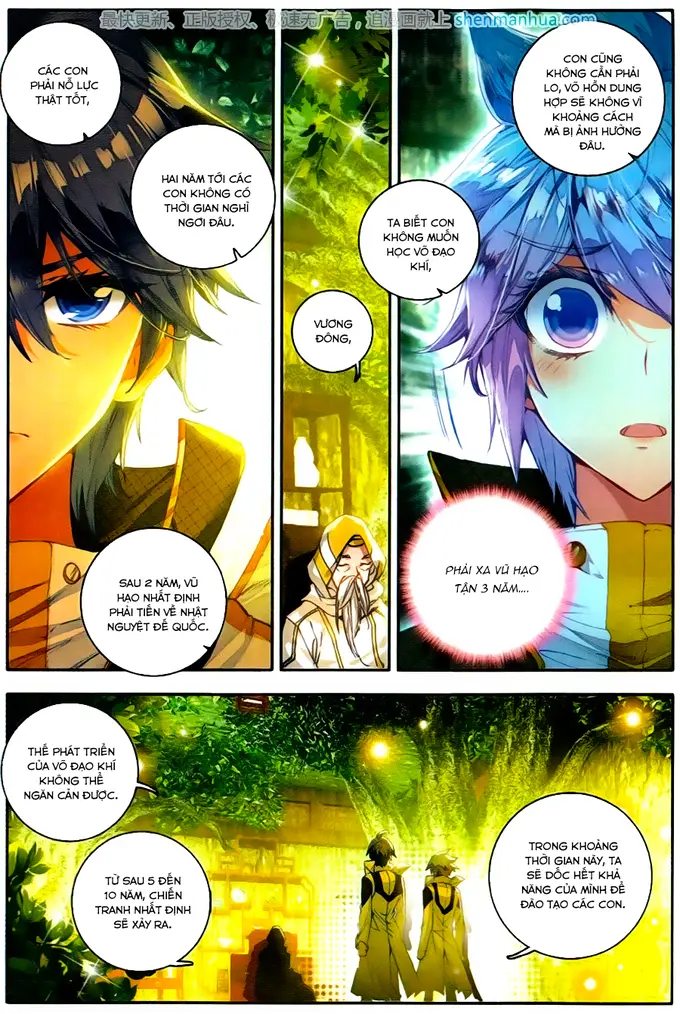 最快更新、正版授权、极速无广告，追漫画就上 shenmanhua.com
CÁC CON
PHẢI NỖ LỰC
THẬT TỐT,
HAI NĂM TỚI CÁC
CON KHÔNG CÓ
THỜI GIAN NGHỈ
NGƠI ĐÂU.
SAU 2 NĂM, VŨ
HẠO NHẤT ĐỊNH
PHẢI TIẾN VỀ NHẬT
NGUYỆT ĐẾ QUỐC.
VƯƠNG
ĐÔNG,
TA BIẾT CON
KHÔNG MUỐN
HỌC VÕ ĐẠO
KHÍ,
CON CŨNG
KHÔNG CẦN PHẢI
LO, VÕ HỒN DUNG
HỢP SẼ KHÔNG VÌ
KHOẢNG CÁCH
MÀ BỊ ẢNH HƯỞNG
ĐÂU.
PHẢI XA VŨ HẠO
TẬN 3 NĂM....
THẾ PHÁT TRIỂN
CỦA VÕ ĐẠO KHÍ
KHÔNG THỂ
NGĂN CẢN ĐƯỢC.
TỪ SAU 5 ĐẾN
10 NĂM, CHIẾN
TRANH NHẤT ĐỊNH
SẼ XẢY RA.
TRONG KHOẢNG
THỜI GIAN NÀY, TA
SẼ DỐC HẾT KHẢ
NĂNG CỦA MÌNH ĐỂ
ĐÀO TẠO CÁC CON.